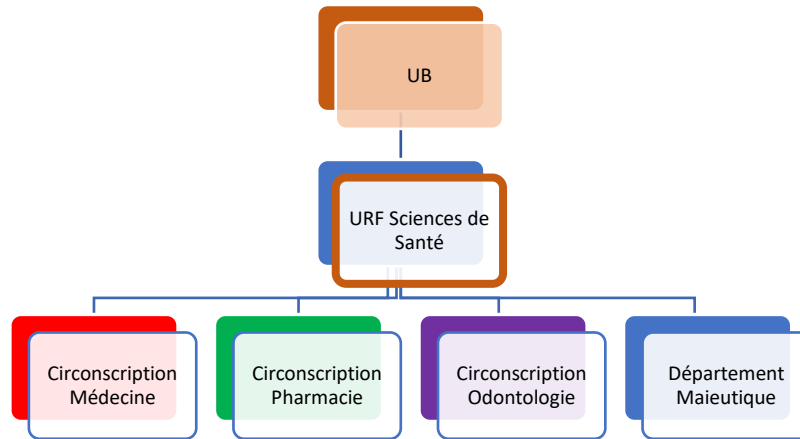 UB
URF Sciences de
Santé
Circonscription
Médecine
Circonscription
Pharmacie
Circonscription
Odontologie
Département
Maieutique